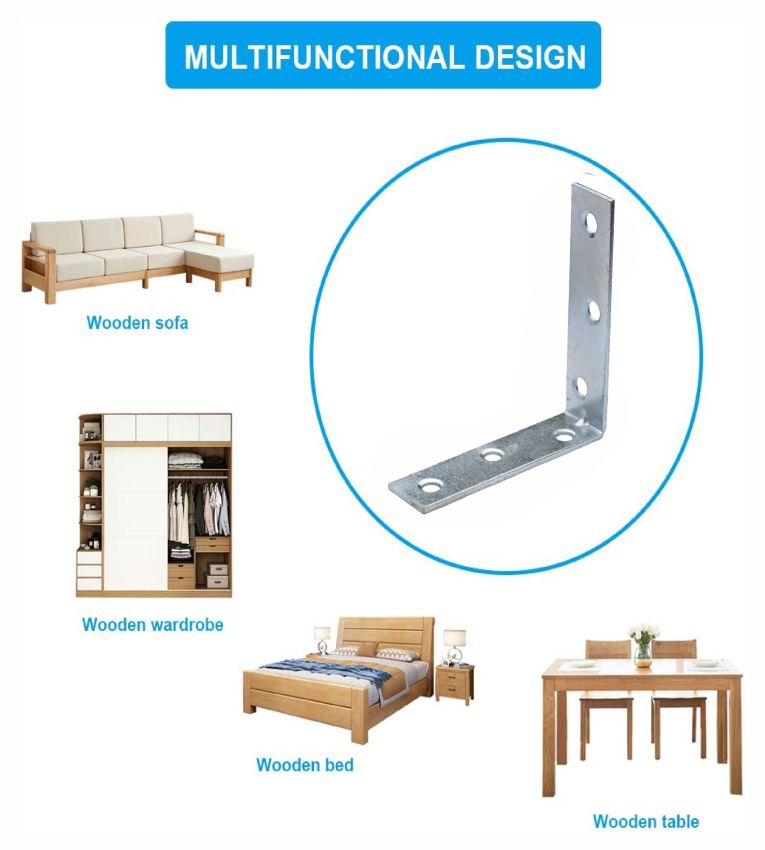 MULTIFUNCTIONAL DESIGN
Wooden sofa
Wooden wardrobe
Wooden bed
Wooden table